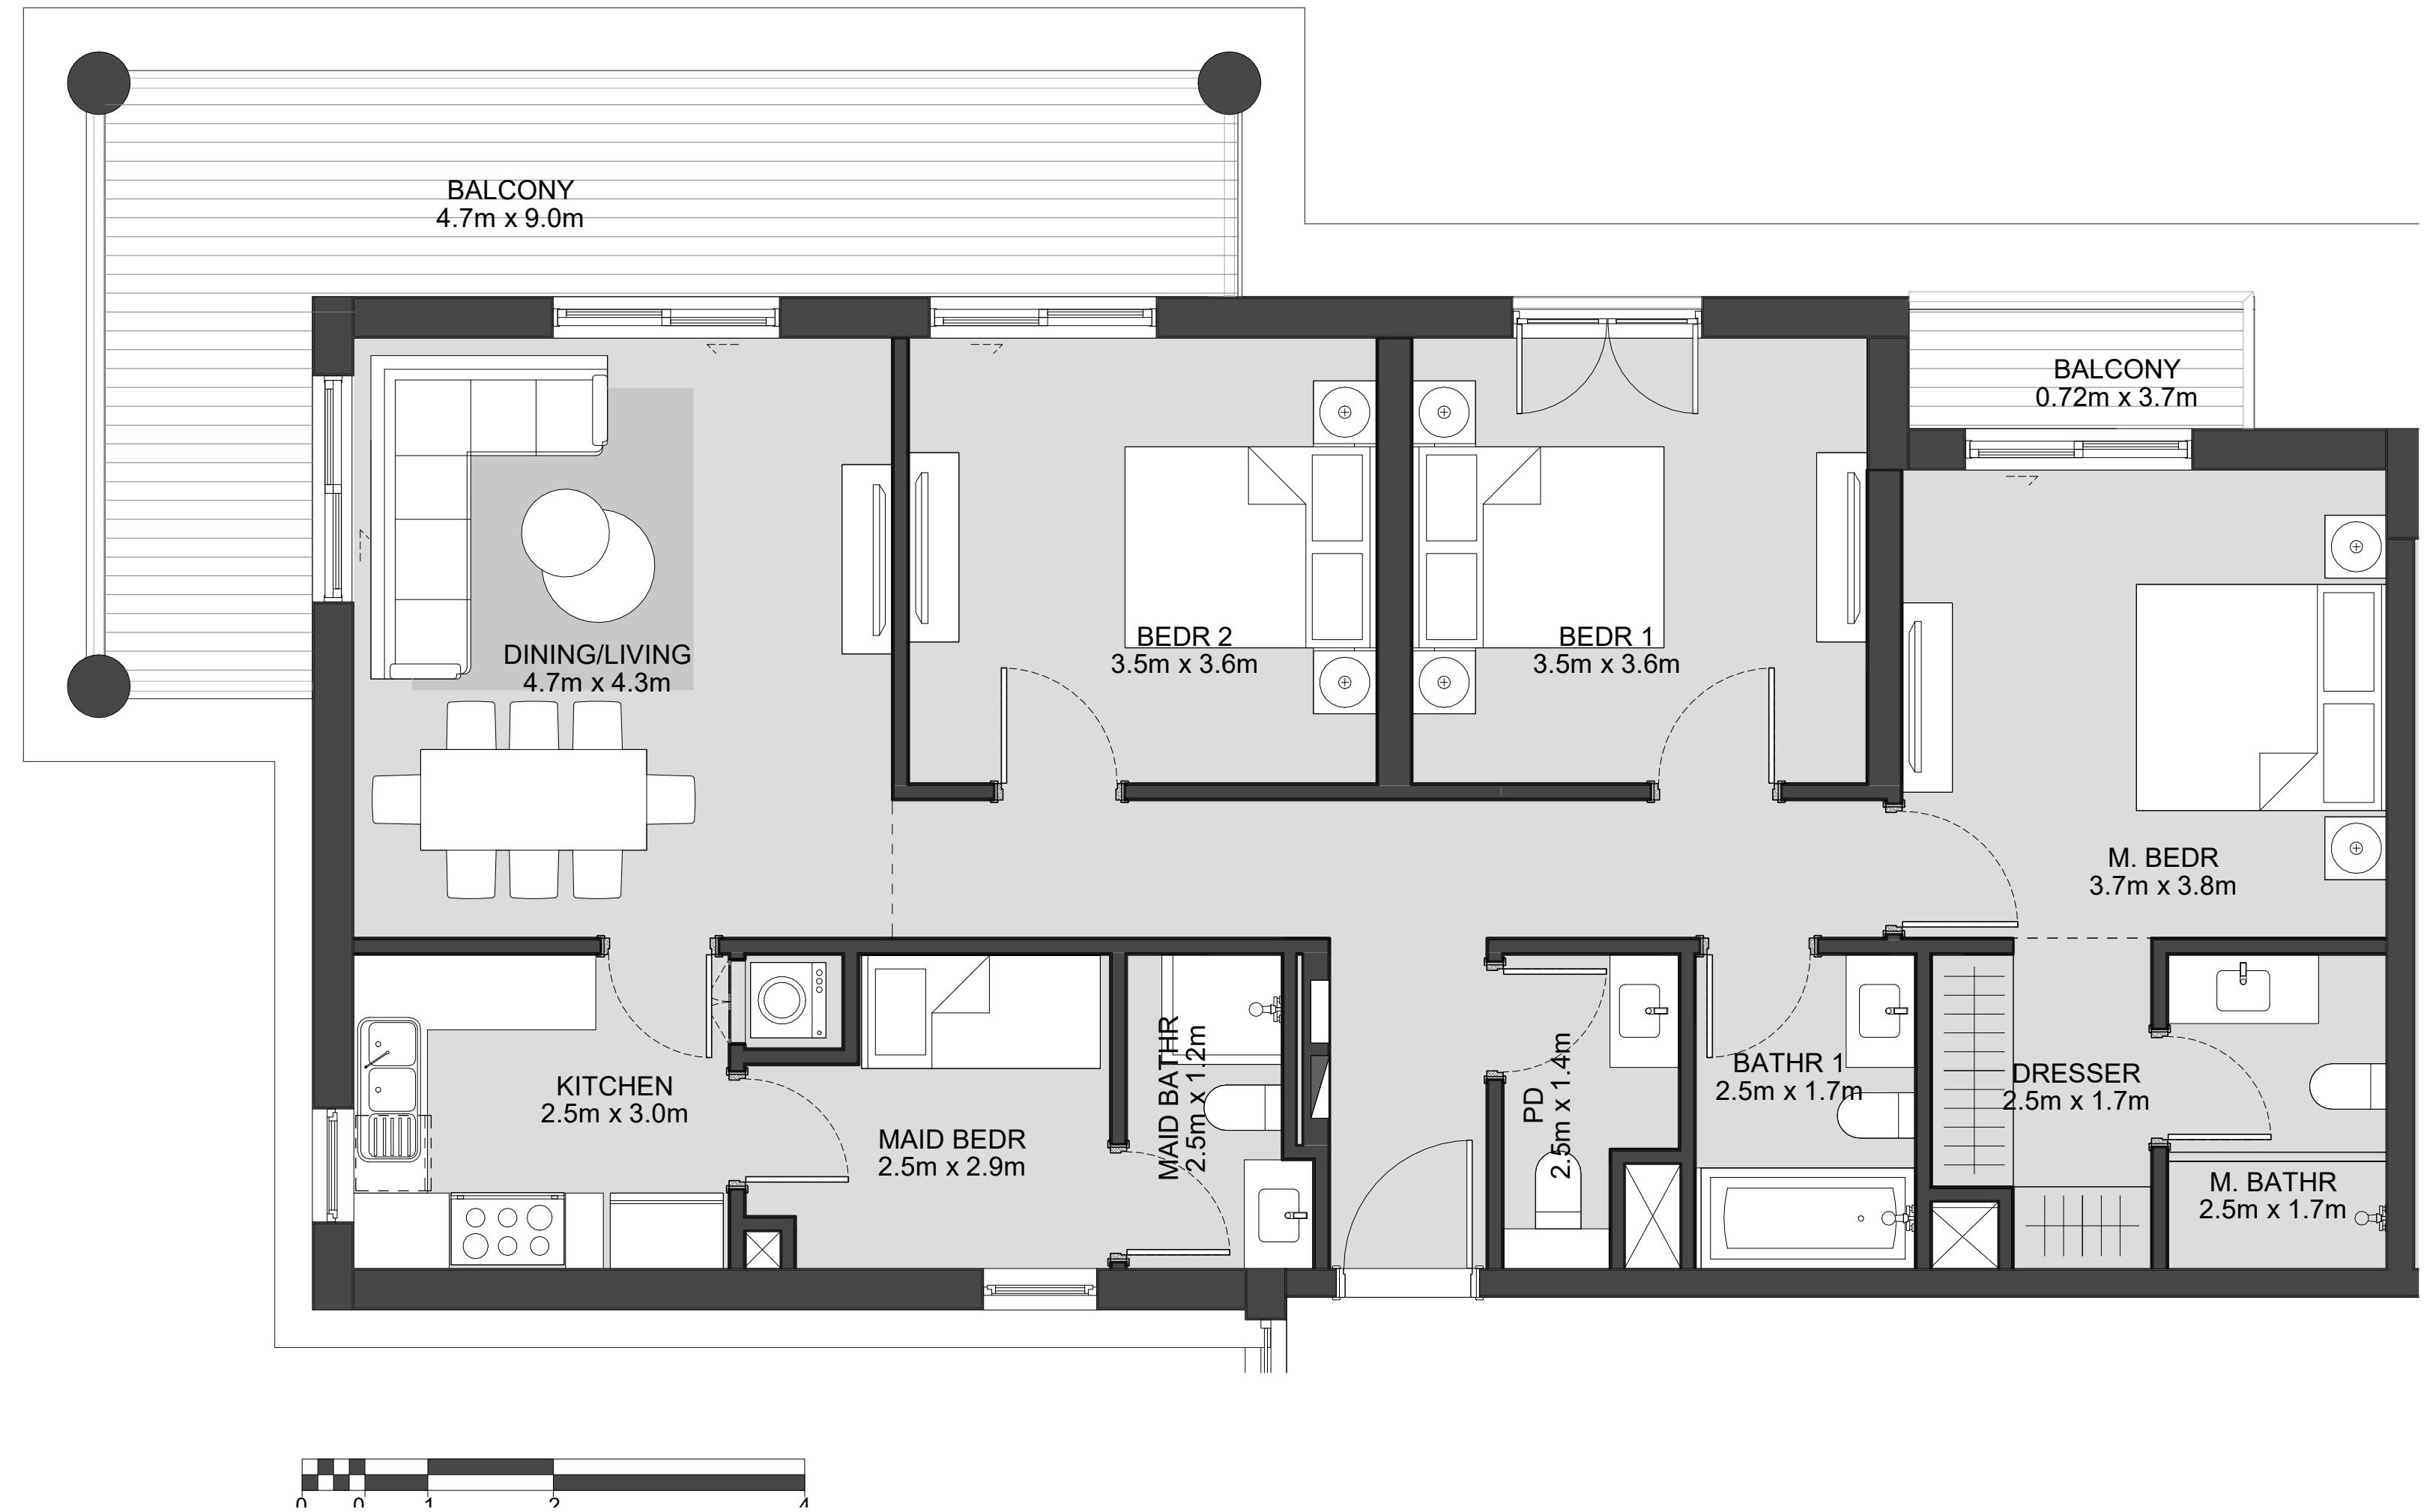 BALCONY
4.7m x 9.0m
BALCONY
0.72m x 3.7m
BEDR 2
3.5m x 3.6m
BEDR 1
3.5m x 3.6m
DINING/LIVING
4.7m x 4.3m
M. BEDR
3.7m x 3.8m
KITCHEN
2.5m x 3.0m
MAID BEDR
2.5m x 2.9m
MAID BATHR
2.5m x 1.2m
PD
2.5m x 1.4m
BATHR 1
2.5m x 1.7m
DRESSER
2.5m x 1.7m
M. BATHR
2.5m x 1.7m
0 0 1 2 4